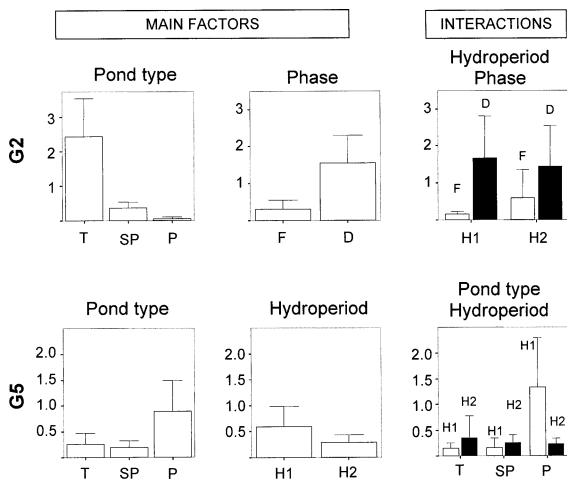 MAIN FACTORS
INTERACTIONS
Pond type
Phase
Hydroperiod
Phase
G2
3
2
1
T
SP
P
3
2
1
F
D
3
2
1
F
D
F
D
H1
H2
Pond type
Hydroperiod
Pond type
Hydroperiod
G5
2.0
1.5
1.0
0.5
T
SP
P
2.0
1.5
1.0
0.5
H1
H2
2.0
1.5
1.0
0.5
H1
H2
H1
H2
H1
H2
T
SP
P